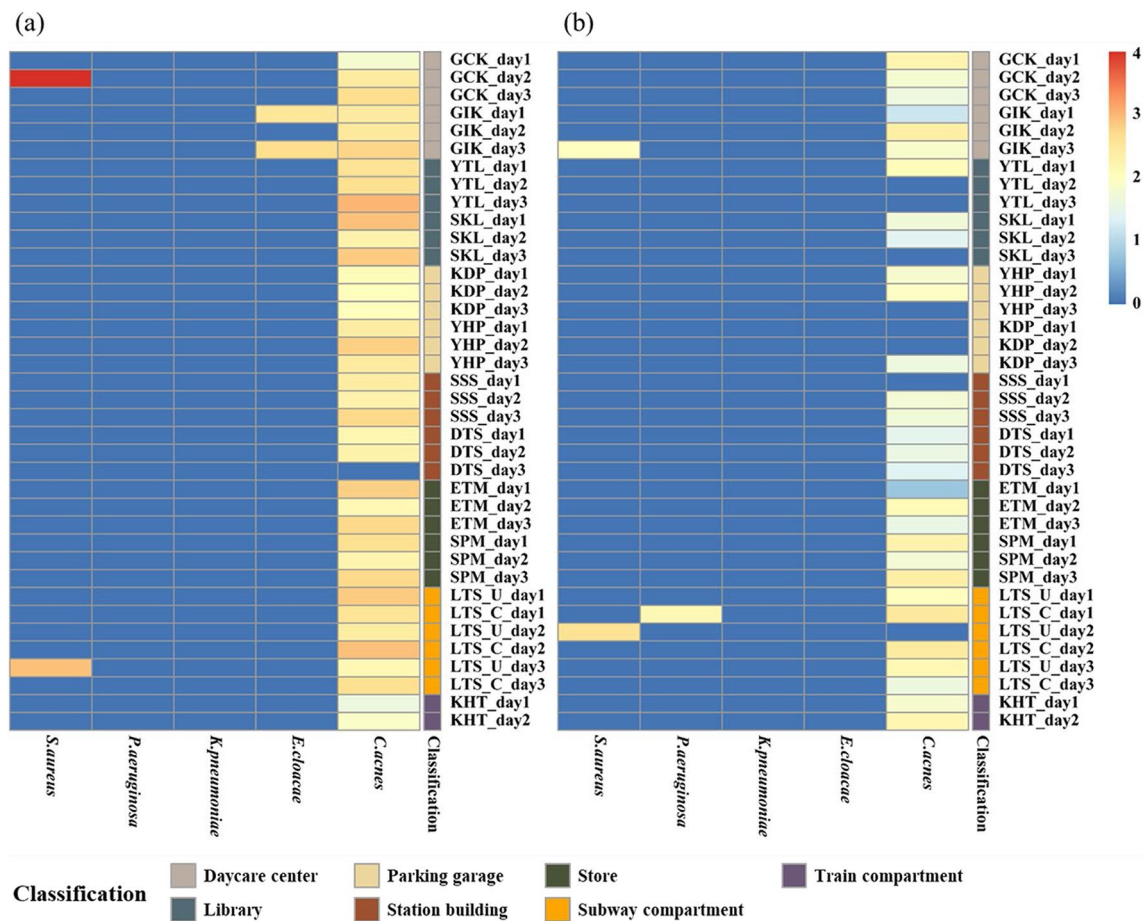 (a)
GCK_day1
GCK_day2
GCK_day3
GIK_day1
GIK_day2
GIK_day3
YTL_day1
YTL_day2
YTL_day3
SKL_day1
SKL_day2
SKL_day3
KDP_day1
KDP_day2
KDP_day3
YHP_day1
YHP_day2
YHP_day3
SSS_day1
SSS_day2
SSS_day3
DTS_day1
DTS_day2
DTS_day3
ETM_day1
ETM_day2
ETM_day3
SPM_day1
SPM_day2
SPM_day3
LTS_U_day1
LTS_C_day1
LTS_U_day2
LTS_C_day2
LTS_U_day3
LTS_C_day3
KHT_day1
KHT_day2
S.aureus
P.aeruginosa
K.pneumoniae
E.cloacae
C.acnes
Classification
(b)
GCK_day1
GCK_day2
GCK_day3
GIK_day1
GIK_day2
GIK_day3
YTL_day1
YTL_day2
YTL_day3
SKL_day1
SKL_day2
SKL_day3
YHP_day1
YHP_day2
YHP_day3
KDP_day1
KDP_day2
KDP_day3
SSS_day1
SSS_day2
SSS_day3
DTS_day1
DTS_day2
DTS_day3
ETM_day1
ETM_day2
ETM_day3
SPM_day1
SPM_day2
SPM_day3
LTS_U_day1
LTS_C_day1
LTS_U_day2
LTS_C_day2
LTS_U_day3
LTS_C_day3
KHT_day1
KHT_day2
S.aureus
P.aeruginosa
K.pneumoniae
E.cloacae
C.acnes
Classification
4
3
2
1
0
Classification
Daycare center
Parking garage
Store
Train compartment
Library
Station building
Subway compartment